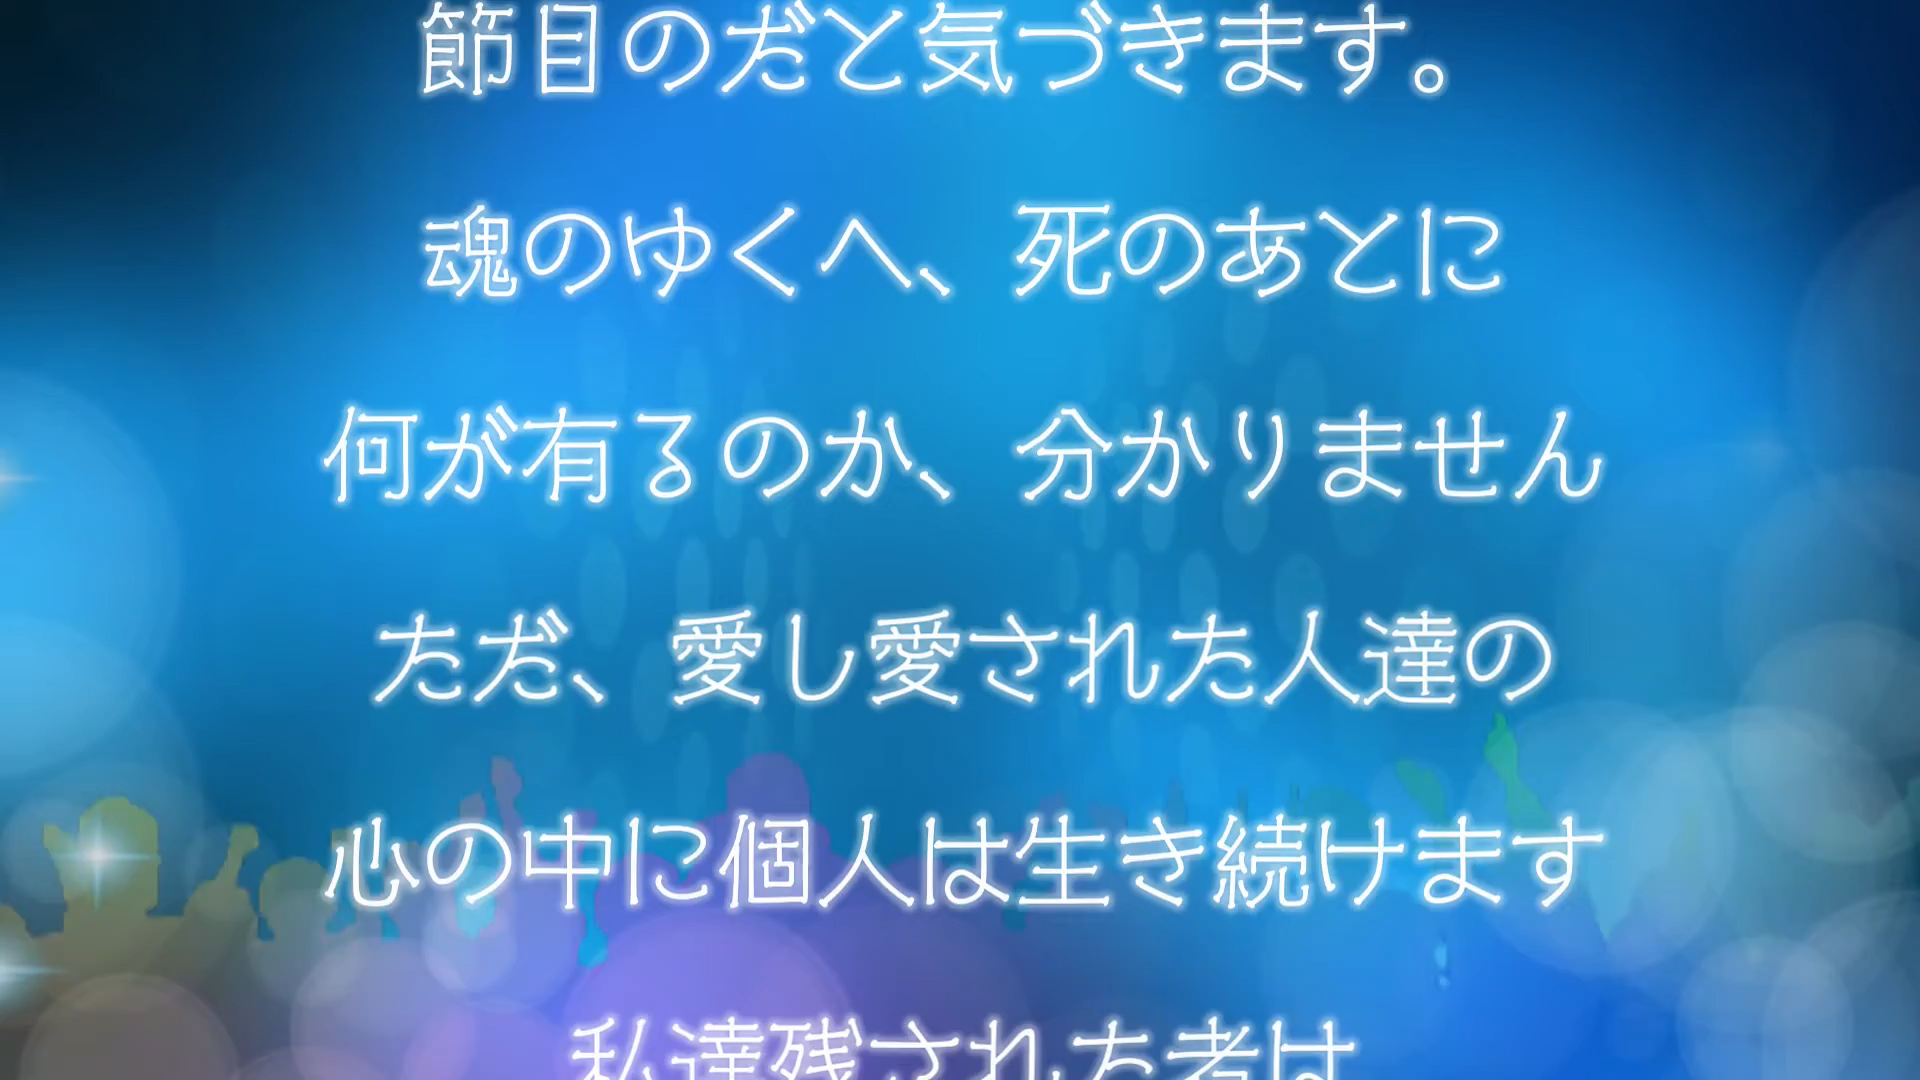 節目のだと気づきます。
魂のゆくへ、死のあとに
何が有るのか、分かりません
ただ、愛し愛された人達の
心の中に個人は生き続けます
私達残された者は